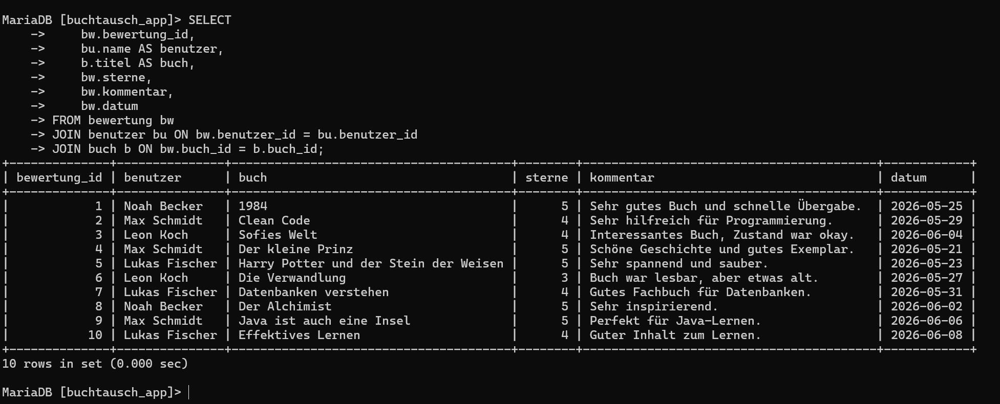 MariaDB [buchtausch_app]> SELECT
    ->     bw.bewertung_id,
    ->     bu.name AS benutzer,
    ->     b.titel AS buch,
    ->     bw.sterne,
    ->     bw.kommentar,
    ->     bw.datum
    -> FROM bewertung bw
    -> JOIN benutzer bu ON bw.benutzer_id = bu.benutzer_id
    -> JOIN buch b ON bw.buch_id = b.buch_id;
+--------------+---------------+---------------------------------------+--------+-----------------------------------------+------------+
| bewertung_id | benutzer      | buch                                  | sterne | kommentar                               | datum      |
+--------------+---------------+---------------------------------------+--------+-----------------------------------------+------------+
|            1 | Noah Becker   | 1984                                  |      5 | Sehr gutes Buch und schnelle Übergabe.  | 2026-05-25 |
|            2 | Max Schmidt   | Clean Code                            |      4 | Sehr hilfreich für Programmierung.      | 2026-05-29 |
|            3 | Leon Koch     | Sofies Welt                           |      4 | Interessantes Buch, Zustand war okay.   | 2026-06-04 |
|            4 | Max Schmidt   | Der kleine Prinz                      |      5 | Schöne Geschichte und gutes Exemplar.   | 2026-05-21 |
|            5 | Lukas Fischer | Harry Potter und der Stein der Weisen |      5 | Sehr spannend und sauber.               | 2026-05-23 |
|            6 | Leon Koch     | Die Verwandlung                       |      3 | Buch war lesbar, aber etwas alt.        | 2026-05-27 |
|            7 | Lukas Fischer | Datenbanken verstehen                 |      4 | Gutes Fachbuch für Datenbanken.         | 2026-05-31 |
|            8 | Noah Becker   | Der Alchimist                         |      5 | Sehr inspirierend.                      | 2026-06-02 |
|            9 | Max Schmidt   | Java ist auch eine Insel              |      5 | Perfekt für Java-Lernen.                | 2026-06-06 |
|           10 | Lukas Fischer | Effektives Lernen                     |      4 | Guter Inhalt zum Lernen.                | 2026-06-08 |
+--------------+---------------+---------------------------------------+--------+-----------------------------------------+------------+
10 rows in set (0.000 sec)
MariaDB [buchtausch_app]>